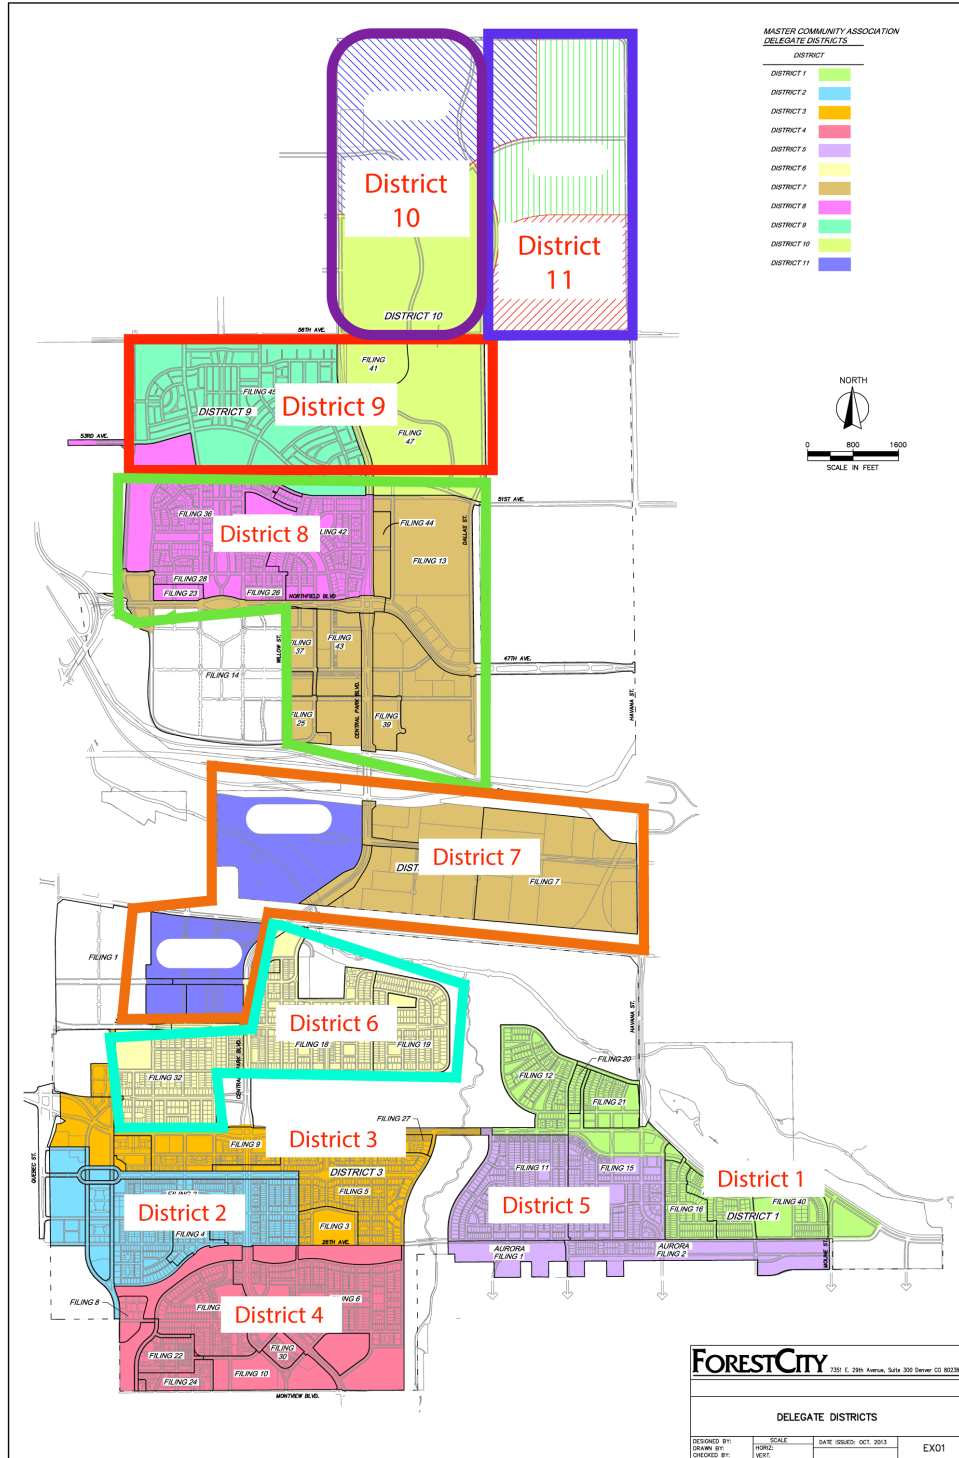 MASTER COMMUNITY ASSOCIATION
DELEGATE DISTRICTS
DISTRICT
DISTRICT 1
DISTRICT 2
DISTRICT 3
DISTRICT 4
DISTRICT 5
DISTRICT 6
DISTRICT 7
DISTRICT 8
DISTRICT 9
DISTRICT 10
DISTRICT 11
District
10
District
11
DISTRICT 10
56TH AVE.
FILING
41
NORTH
FILING 45
District 9
DISTRICT 9
FILING
47
53RD AVE.
0 800 1600
SCALE IN FEET
51ST AVE.
FILING 36
District 8
FILING 42
FILING 44
DALLAS ST.
FILING 13
FILING 28
FILING 23
FILING 26
NORTHFIELD BLVD
WILLOW ST.
FILING
37
FILING
43
47TH AVE.
FILING 14
CENTRAL PARK BLVD.
HAVANA ST.
FILING
25
FILING
39
District 7
FILING 7
FILING 1
District 6
FILING 18
FILING 19
HAVANA ST.
FILING 20
FILING 12
FILING 32
FILING 21
FILING 27
District 3
FILING 9
QUEBEC ST.
DISTRICT 3
FILING 11
FILING 15
District 1
FILING 5
District 2
District 5
FILING 40
FILING 16
DISTRICT 1
FILING 3
FILING 4
26TH AVE.
AURORA
FILING 1
AURORA
FILING 2
MOLINE ST.
FILING 8
District 4
FILING 22
FILING
30
FILING 10
FILING 24
MONTVIEW BLVD.
FORESTCITY 7351 E. 29th Avenue, Suite 300 Denver CO 80238
DELEGATE DISTRICTS
DESIGNED BY:
DRAWN BY:
CHECKED BY:
SCALE
HORIZ:
VERT.
DATE ISSUED: OCT. 2013
EX01